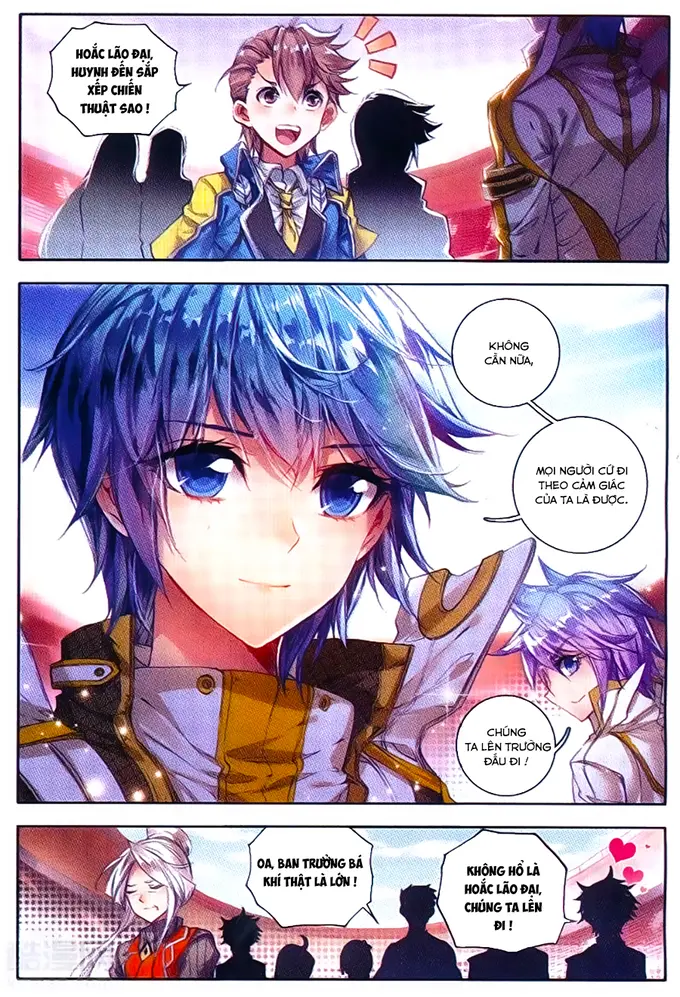 HOẮC LÃO ĐẠI,
HUYNH ĐẾN SẮP
XẾP CHIẾN
THUẬT SAO !
KHÔNG
CẦN NỮA,
MỌI NGƯỜI CỨ ĐI
THEO CẢM GIÁC
CỦA TA LÀ ĐƯỢC.
CHÚNG
TA LÊN TRƯỜNG
ĐẤU ĐI !
OA, BAN TRƯỞNG BÁ
KHÍ THẬT LÀ LỚN !
KHÔNG HỔ LÀ
HOẮC LÃO ĐẠI,
CHÚNG TA LÊN
ĐI !